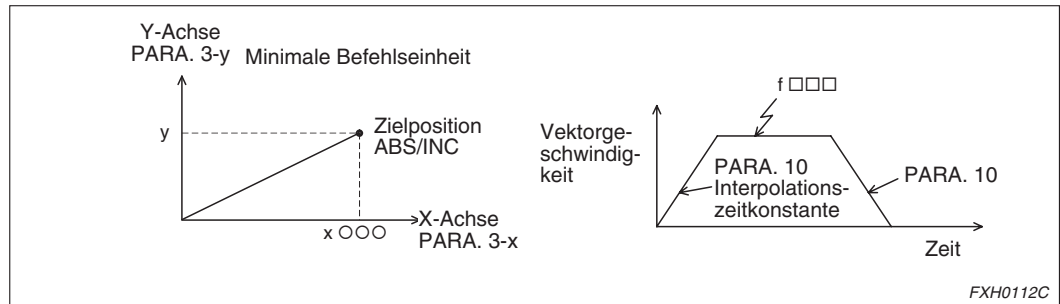 Y-Achse
PARA. 3-y
Minimale Befehlseinheit
y
Zielposition
ABS/INC
X-Achse
PARA. 3-x
x ○○○
f □□□
Vektorge-
schwindig-
keit
PARA. 10
Interpolations-
zeitkonstante
PARA. 10
Zeit
FXH0112C